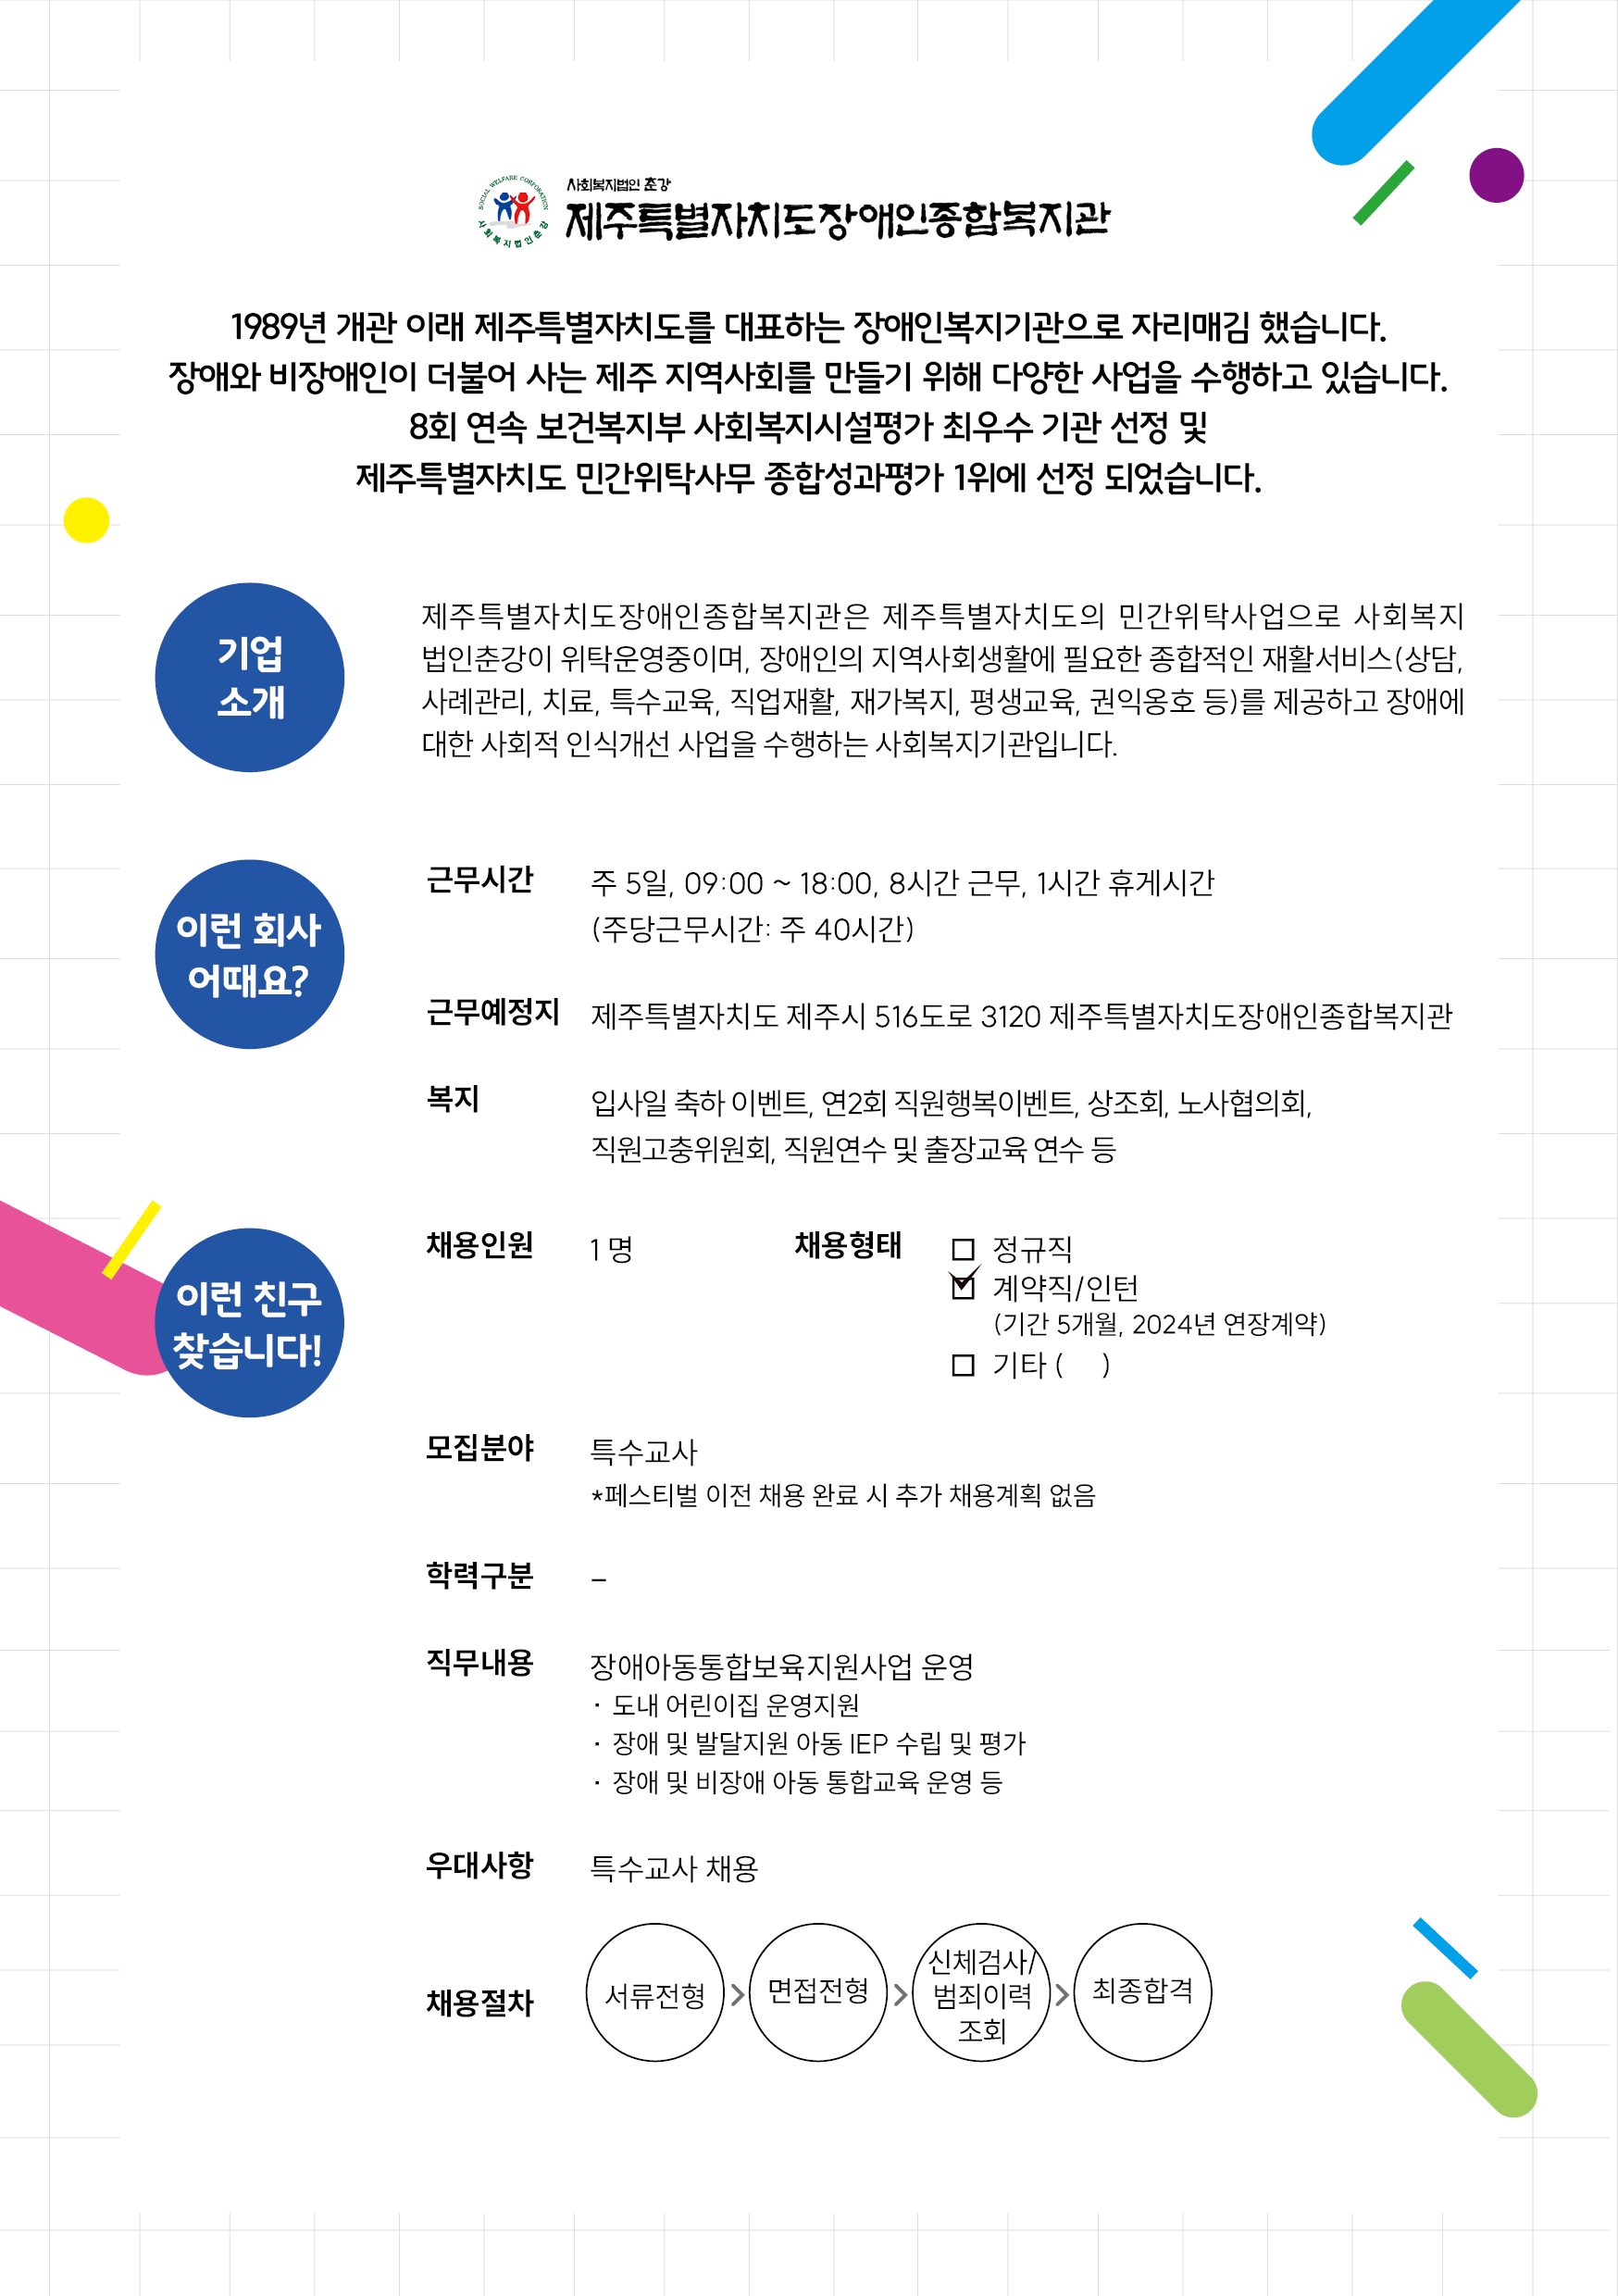 SOCIAL WELFARE CORPORATION
사회복지법인춘강
사회복지법인 춘강
제주특별자치도장애인종합복지관
1989년 개관 이래 제주특별자치도를 대표하는 장애인복지기관으로 자리매김 했습니다.
장애와 비장애인이 더불어 사는 제주 지역사회를 만들기 위해 다양한 사업을 수행하고 있습니다.
8회 연속 보건복지부 사회복지시설평가 최우수 기관 선정 및
제주특별자치도 민간위탁사무 종합성과평가 1위에 선정 되었습니다.
기업
소개
제주특별자치도장애인종합복지관은 제주특별자치도의 민간위탁사업으로 사회복지
법인춘강이 위탁운영중이며, 장애인의 지역사회생활에 필요한 종합적인 재활서비스(상담,
사례관리, 치료, 특수교육, 직업재활, 재가복지, 평생교육, 권익옹호 등)를 제공하고 장애에
대한 사회적 인식개선 사업을 수행하는 사회복지기관입니다.
이런 회사
어때요?
근무시간 주 5일, 09:00 ~ 18:00, 8시간 근무, 1시간 휴게시간
(주당근무시간: 주 40시간)
근무예정지 제주특별자치도 제주시 516도로 3120 제주특별자치도장애인종합복지관
복지 입사일 축하 이벤트, 연2회 직원행복이벤트, 상조회, 노사협의회,
직원고충위원회, 직원연수 및 출장교육 연수 등
이런 친구
찾습니다!
채용인원 1 명 채용형태 정규직
계약직/인턴
(기간 5개월, 2024년 연장계약)
기타 ( )
모집분야 특수교사
*페스티벌 이전 채용 완료 시 추가 채용계획 없음
학력구분 –
직무내용 장애아동통합보육지원사업 운영
· 도내 어린이집 운영지원
· 장애 및 발달지원 아동 IEP 수립 및 평가
· 장애 및 비장애 아동 통합교육 운영 등
우대사항 특수교사 채용
채용절차
서류전형
면접전형
신체검사/
범죄이력
조회
최종합격